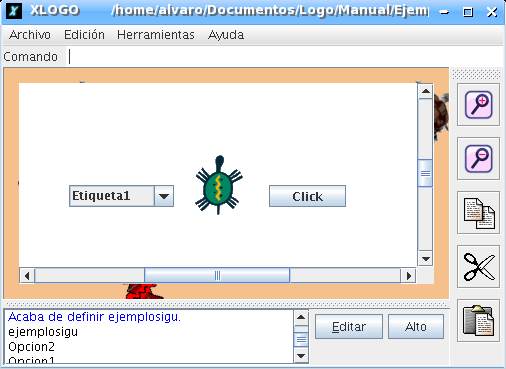 XLOGO /home/alvaro/Documentos/Logo/Manual/Ejem
Archivo Edición Herramientas Ayuda
Comando
Etiqueta1 Click
Acaba de definir ejemplosigu.
ejemplosigu
Opcion2
Opcion1
Editar Alto